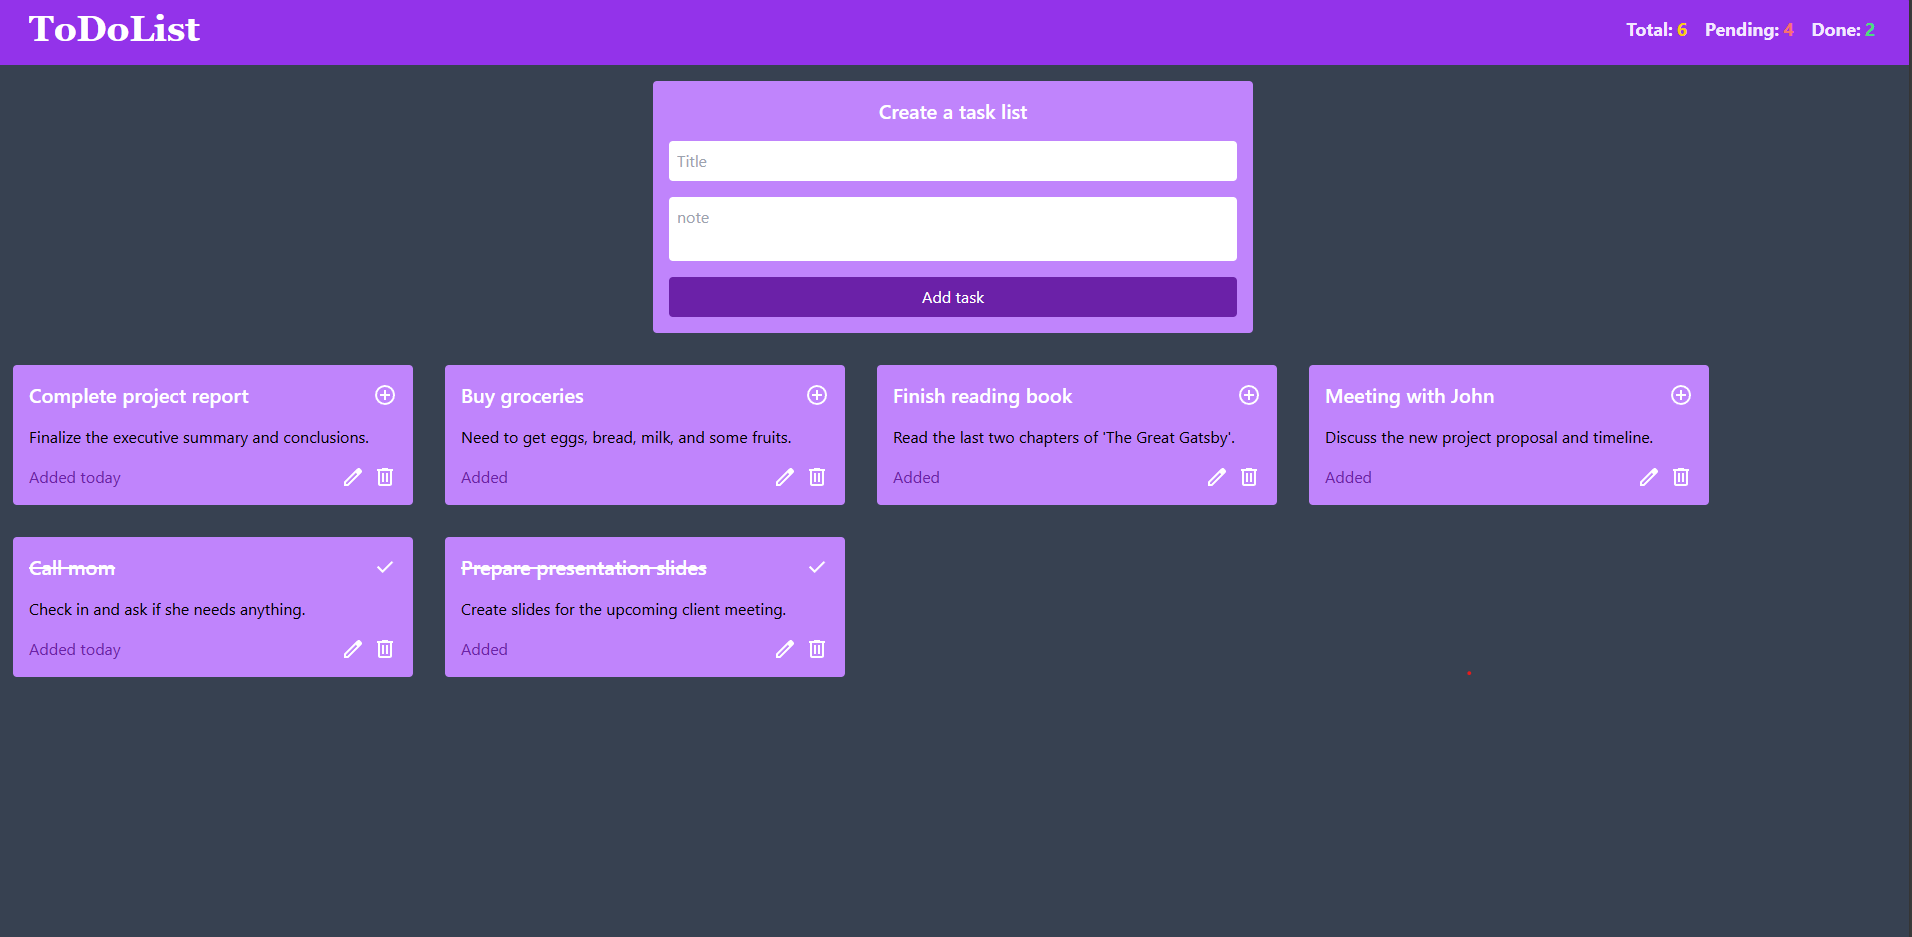 ToDoList
Total: 6 Pending: 4 Done: 2
Create a task list
Title
note
Add task
Complete project report
Finalize the executive summary and conclusions.
Added today
Buy groceries
Need to get eggs, bread, milk, and some fruits.
Added
Finish reading book
Read the last two chapters of 'The Great Gatsby'.
Added
Meeting with John
Discuss the new project proposal and timeline.
Added
Call mom
Check in and ask if she needs anything.
Added today
Prepare presentation slides
Create slides for the upcoming client meeting.
Added